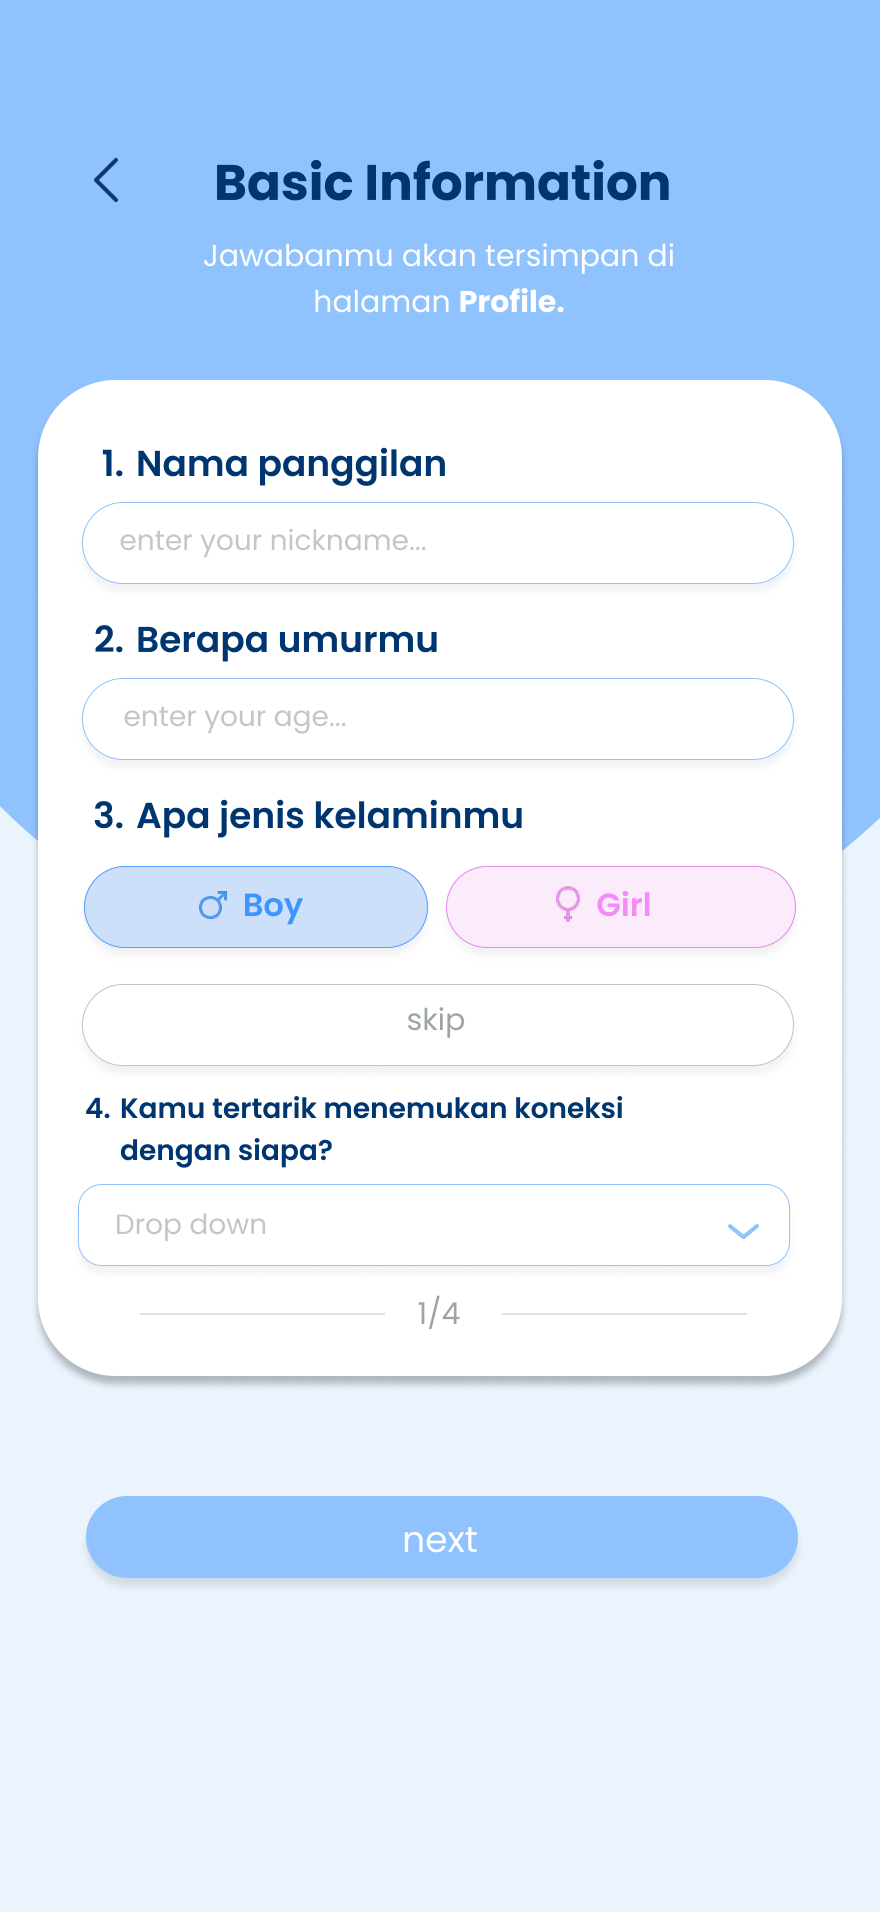 Basic Information
Jawabanmu akan tersimpan di
halaman Profile.
1. Nama panggilan
enter your nickname...
2. Berapa umurmu
enter your age...
3. Apa jenis kelaminmu
Boy
Girl
skip
4. Kamu tertarik menemukan koneksi
dengan siapa?
Drop down
1/4
next